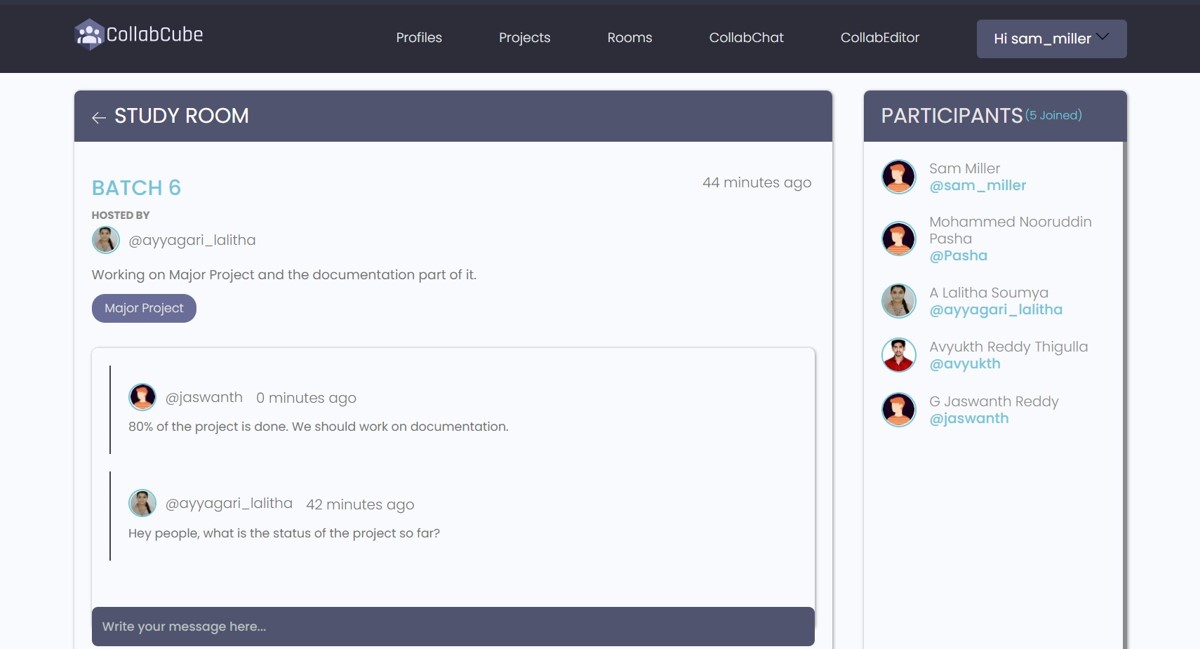 CollabCube
Profiles
Projects
Rooms
CollabChat
CollabEditor
Hi sam_miller
← STUDY ROOM
BATCH 6
44 minutes ago
HOSTED BY
@ayyagari_lalitha
Working on Major Project and the documentation part of it.
Major Project
@jaswanth 0 minutes ago
80% of the project is done. We should work on documentation.
@ayyagari_lalitha 42 minutes ago
Hey people, what is the status of the project so far?
Write your message here...
PARTICIPANTS (5 Joined)
Sam Miller
@sam_miller
Mohammed Nooruddin
Pasha
@Pasha
A Lalitha Soumya
@ayyagari_lalitha
Avyukth Reddy Thigulla
@avyukth
G Jaswanth Reddy
@jaswanth